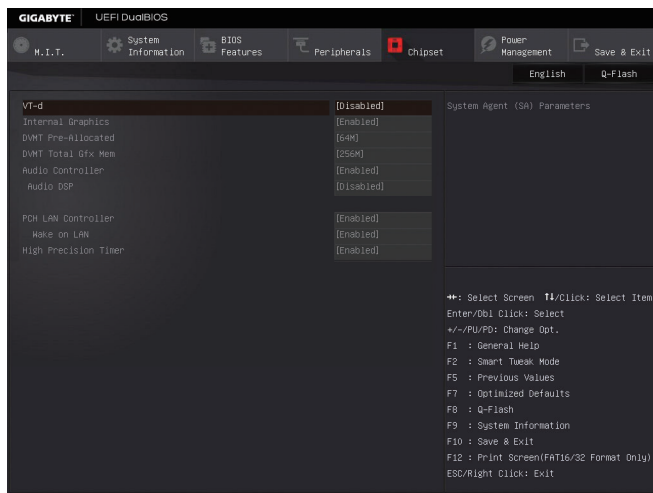 GIGABYTE™ UEFI DualBIOS
M.I.T.
System
Information
BIOS
Features
Peripherals
Chipset
Power
Management
Save & Exit
English
Q-Flash
VT-d [Disabled]
Internal Graphics [Enabled]
DVMT Pre-Allocated [64M]
DVMT Total Gfx Mem [256M]
Audio Controller [Enabled]
Audio DSP [Disabled]
PCH LAN Controller [Enabled]
Wake on LAN [Enabled]
High Precision Timer [Enabled]
System Agent (SA) Parameters
→←: Select Screen ↑↓/Click: Select Item
Enter/Dbl Click: Select
+/-/PU/PD: Change Opt.
F1 : General Help
F2 : Smart Tweak Mode
F5 : Previous Values
F7 : Optimized Defaults
F8 : Q-Flash
F9 : System Information
F10 : Save & Exit
F12 : Print Screen(FAT16/32 Format Only)
ESC/Right Click: Exit